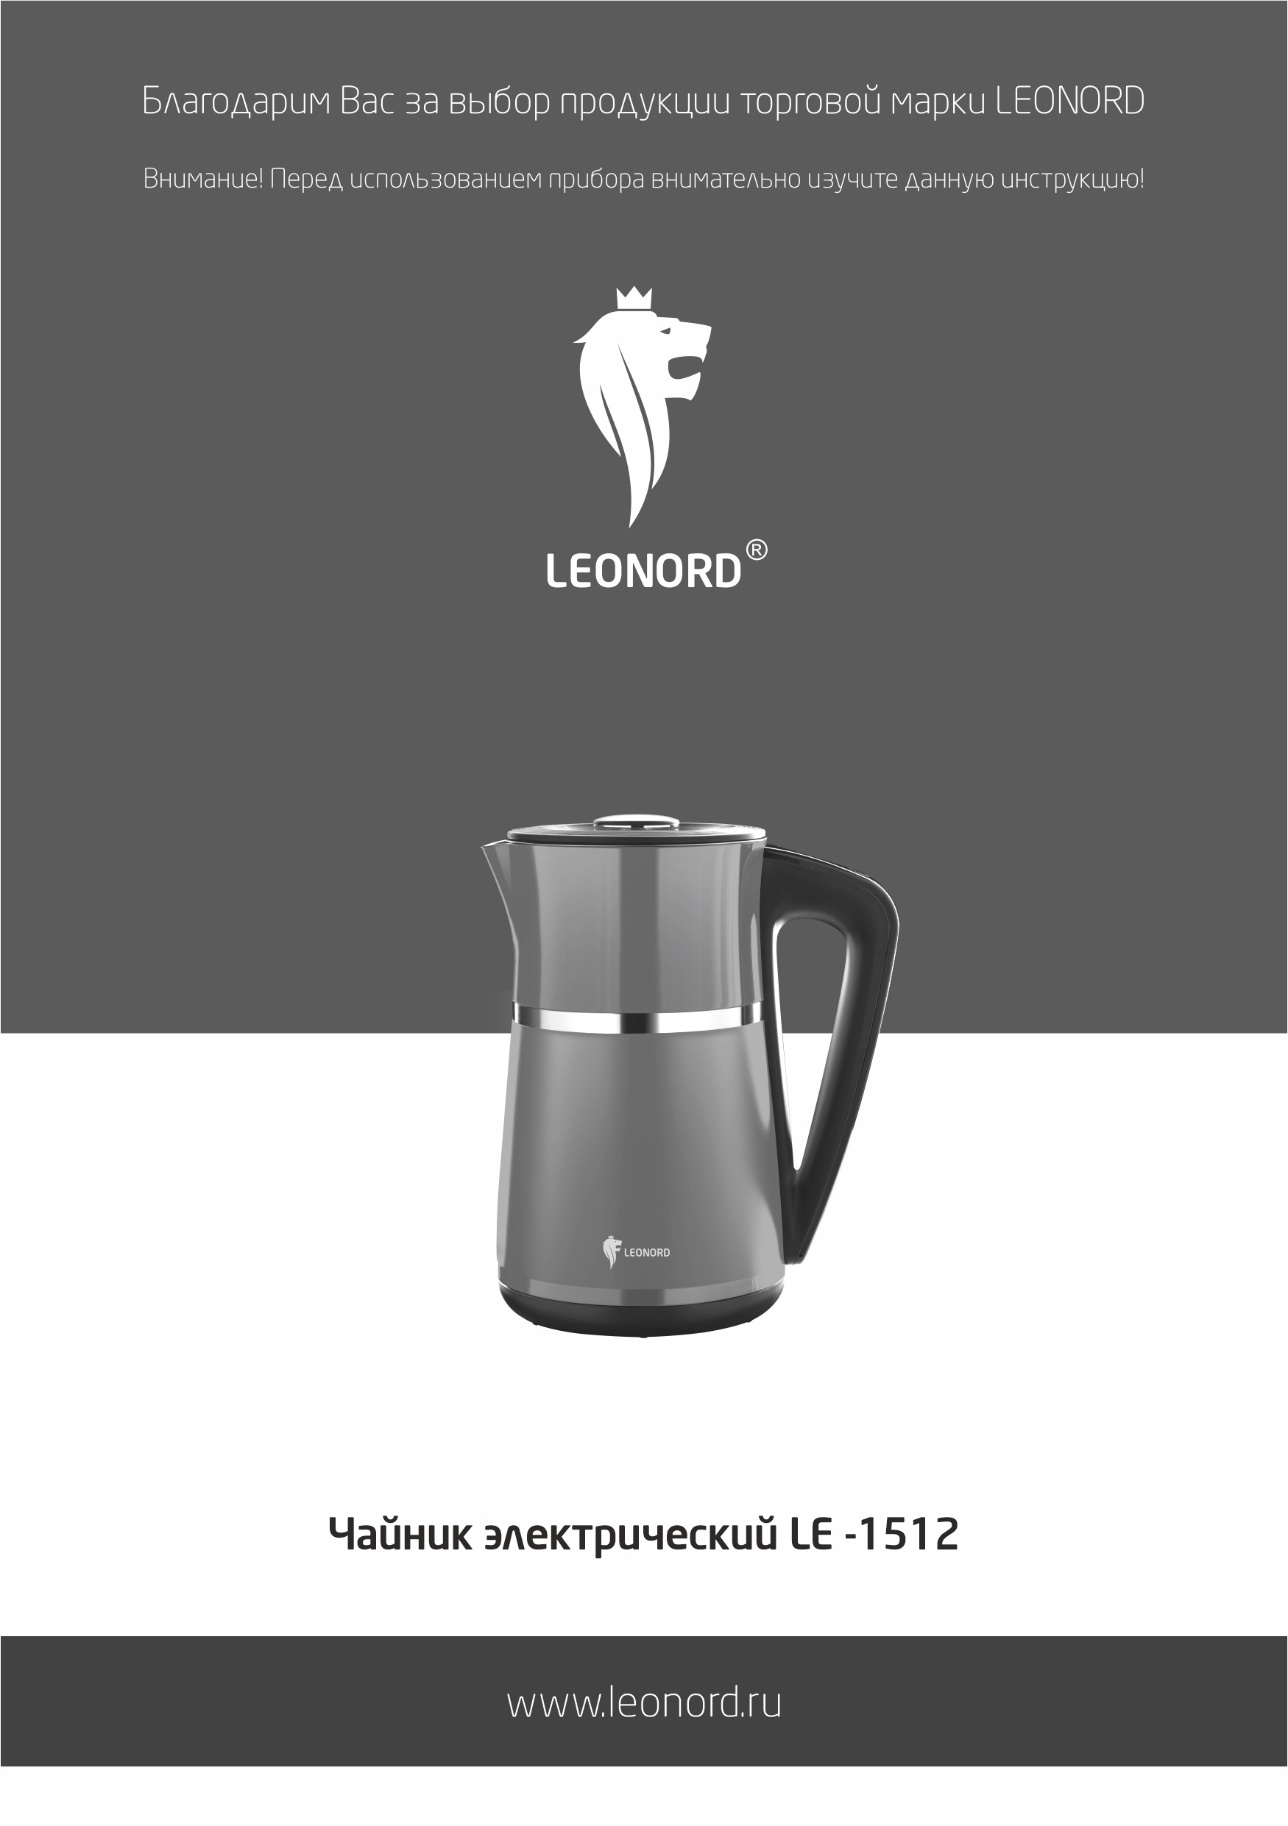 Благодарим Вас за выбор продукции торговой марки LEONORD
Внимание! Перед использованием прибора внимательно изучите данную инструкцию!
LEONORD®
LEONORD
Чайник электрический LE -1512
www.leonord.ru